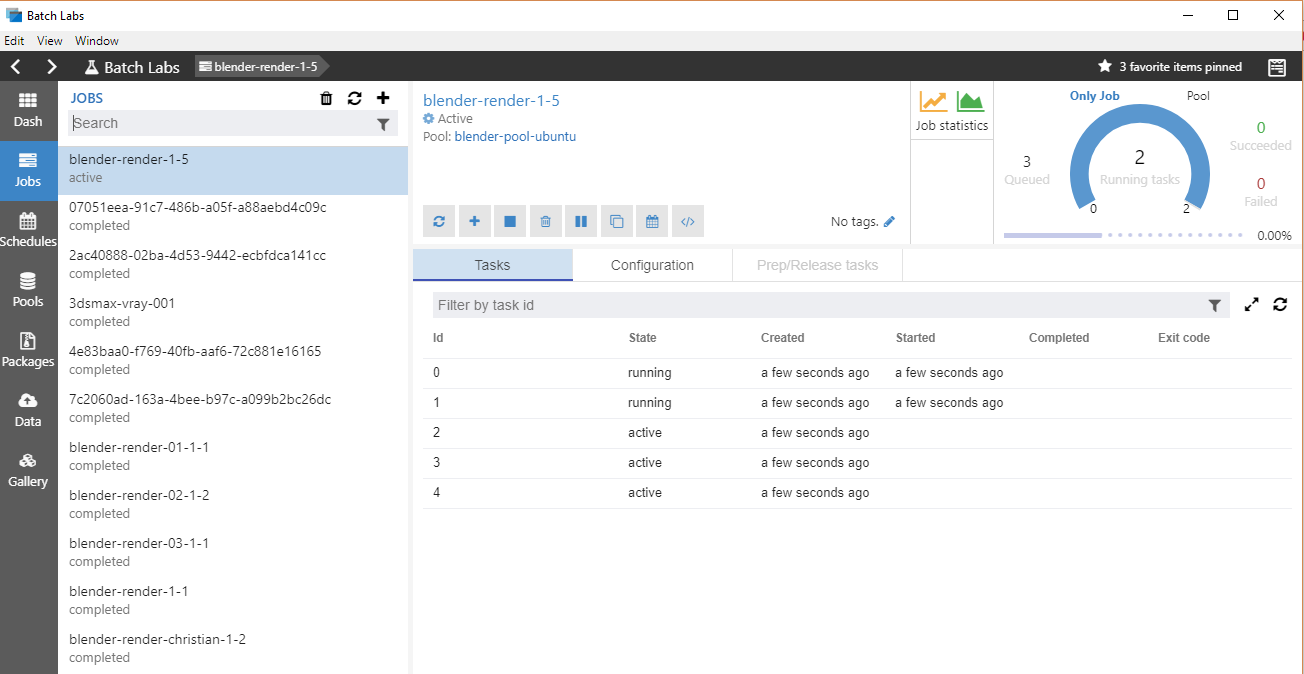 Batch Labs
Edit View Window
Batch Labs blender-render-1-5 3 favorite items pinned
Dash
Jobs
Schedules
Pools
Packages
Data
Gallery
JOBS
Search
blender-render-1-5
active
07051eea-91c7-486b-a05f-a88aebd4c09c
completed
2ac40888-02ba-4d53-9442-ecbfdca141cc
completed
3dsmax-vray-001
completed
4e83baa0-f769-40fb-aaf6-72c881e16165
completed
7c2060ad-163a-4bee-b97c-a099b2bc26dc
completed
blender-render-01-1-1
completed
blender-render-02-1-2
completed
blender-render-03-1-1
completed
blender-render-1-1
completed
blender-render-christian-1-2
completed
blender-render-1-5
Active
Pool: blender-pool-ubuntu
No tags.
Job statistics
Only Job Pool
3
Queued
2
Running tasks
0 2
0
Succeeded
0
Failed
0.00%
Tasks Configuration Prep/Release tasks
Filter by task id
Id State Created Started Completed Exit code
0 running a few seconds ago a few seconds ago
1 running a few seconds ago a few seconds ago
2 active a few seconds ago
3 active a few seconds ago
4 active a few seconds ago